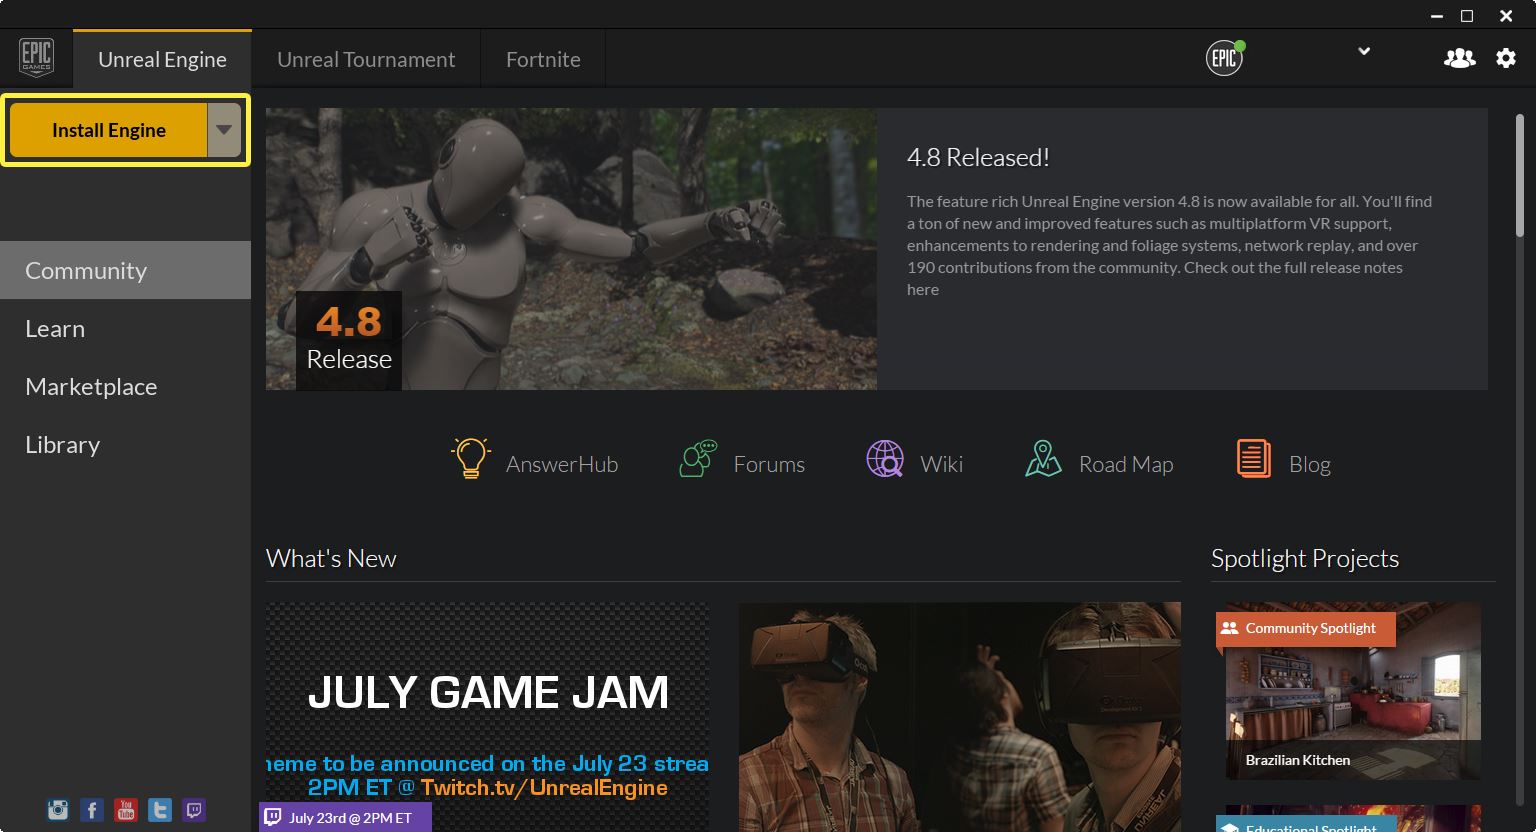 EPIC
GAMES
Unreal Engine
Unreal Tournament
Fortnite
EPIC
Install Engine
Community
Learn
Marketplace
Library
4.8
Release
4.8 Released!
The feature rich Unreal Engine version 4.8 is now available for all. You'll find
a ton of new and improved features such as multiplatform VR support,
enhancements to rendering and foliage systems, network replay, and over
190 contributions from the community. Check out the full release notes
here
AnswerHub
Forums
Wiki
Road Map
Blog
What's New
JULY GAME JAM
heme to be announced on the July 23 strea
2PM ET @ Twitch.tv/UnrealEngine
July 23rd @ 2PM ET
Spotlight Projects
Community Spotlight
Brazilian Kitchen
Educational Spotlight
You
Tube